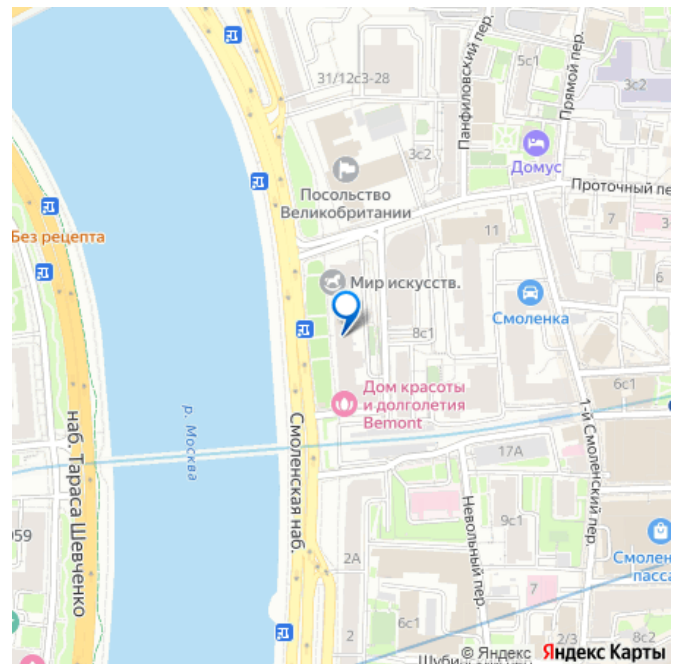 Панфиловский пер.
5с1
Прямой пер.
3с2
31/12с3-28
3с2
Домус
Посольство
Великобритании
Проточный пе
7
3-
Без рецепта
11
6
Мир искусств.
Смоленка
8с1
Дом красоты
и долголетия
Bemont
6с1
1-й Смоленский пер.
р. Москва
Смоленская наб.
наб. Тараса Шевченко
17А
059
9с1
Невольный пер.
2А
Смолен
пасса
7
6с1
2
2/3
8с2
© Яндекс Яндекс Карты